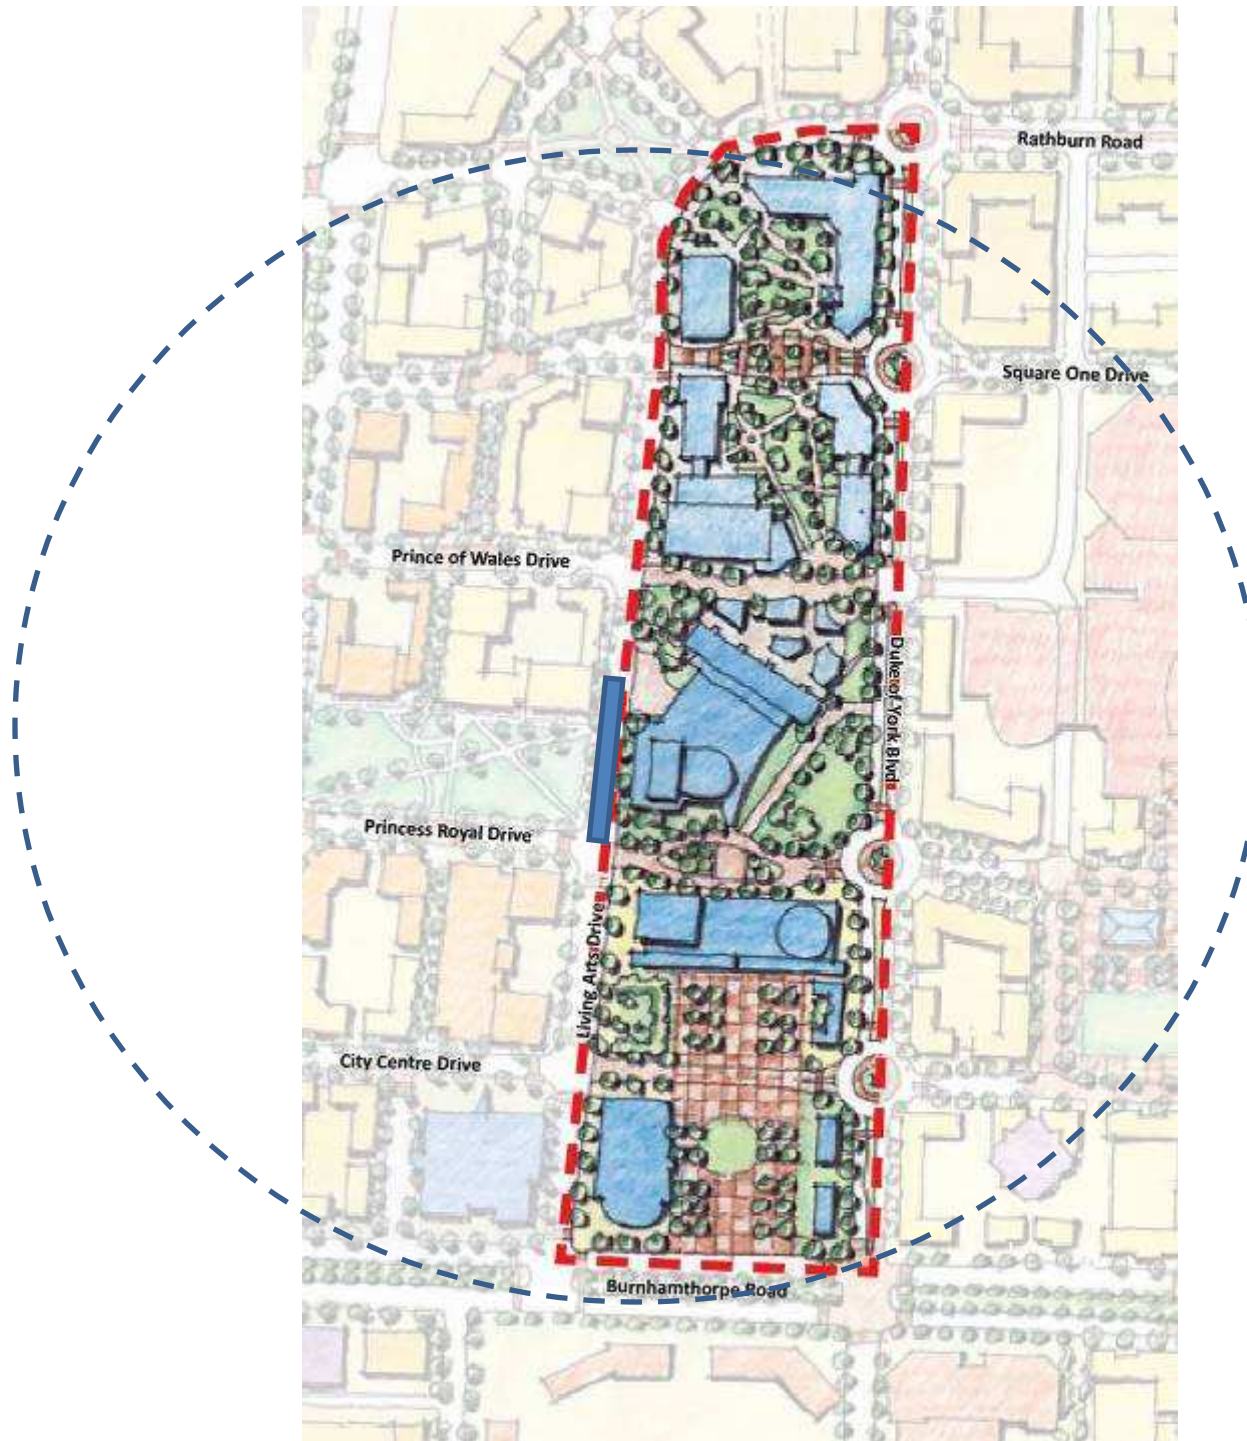 Rathburn Road
Square One Drive
Prince of Wales Drive
Duke of York Blvd
Princess Royal Drive
Living Arts Drive
City Centre Drive
Burnhamthorpe Road